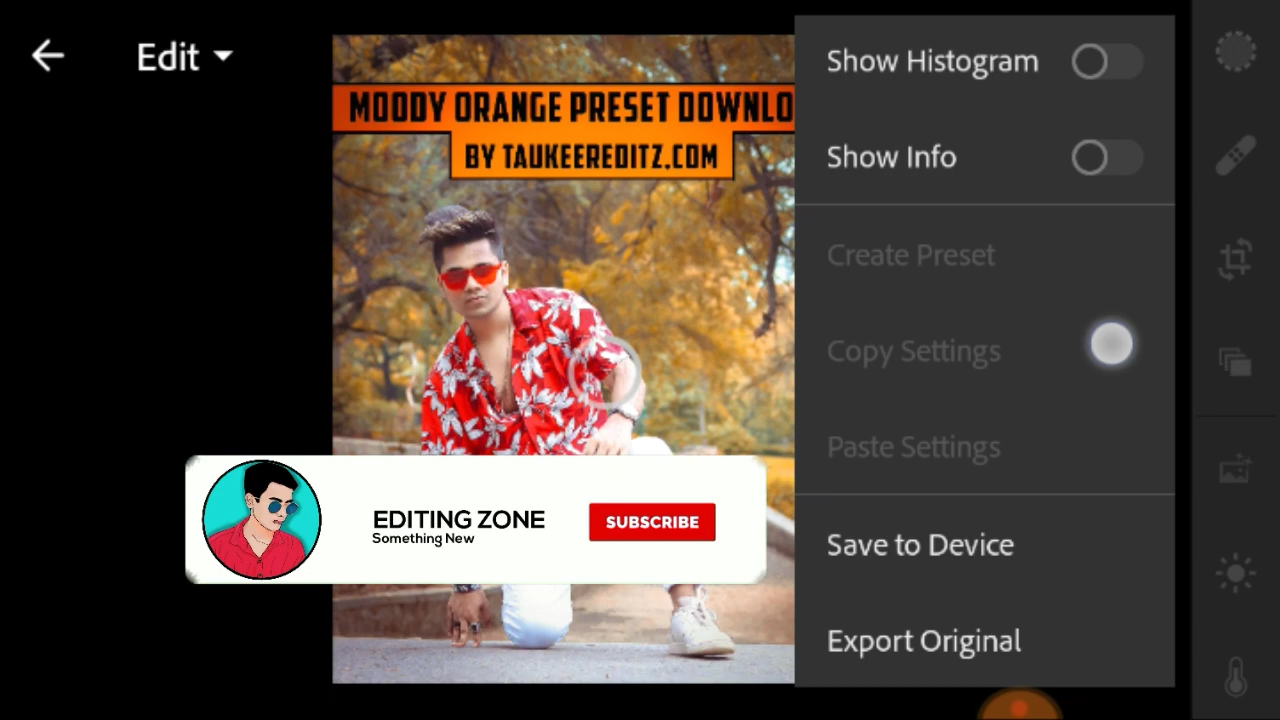 Edit
MOODY ORANGE PRESET DOWNLO
BY TAUKEEREDITZ.COM
EDITING ZONE
Something New
SUBSCRIBE
Show Histogram
Show Info
Create Preset
Copy Settings
Paste Settings
Save to Device
Export Original